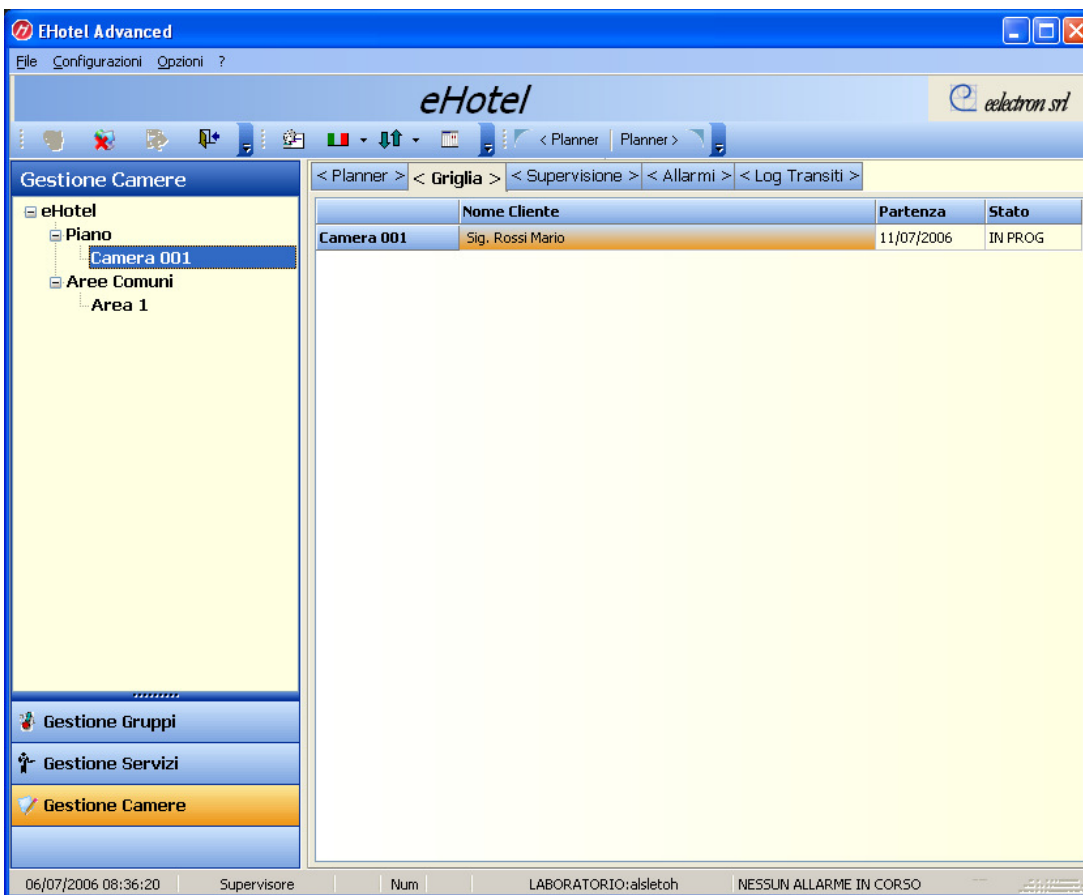 EHotel Advanced
File Configurazioni Opzioni ?
eHotel
eelectron srl
< Planner Planner >
Gestione Camere
< Planner > < Griglia > < Supervisione > < Allarmi > < Log Transiti >
eHotel
Piano
Camera 001
Aree Comuni
Area 1
Nome Cliente Partenza Stato
Camera 001 Sig. Rossi Mario 11/07/2006 IN PROG
Gestione Gruppi
Gestione Servizi
Gestione Camere
06/07/2006 08:36:20 Supervisore Num LABORATORIO:alsletoh NESSUN ALLARME IN CORSO